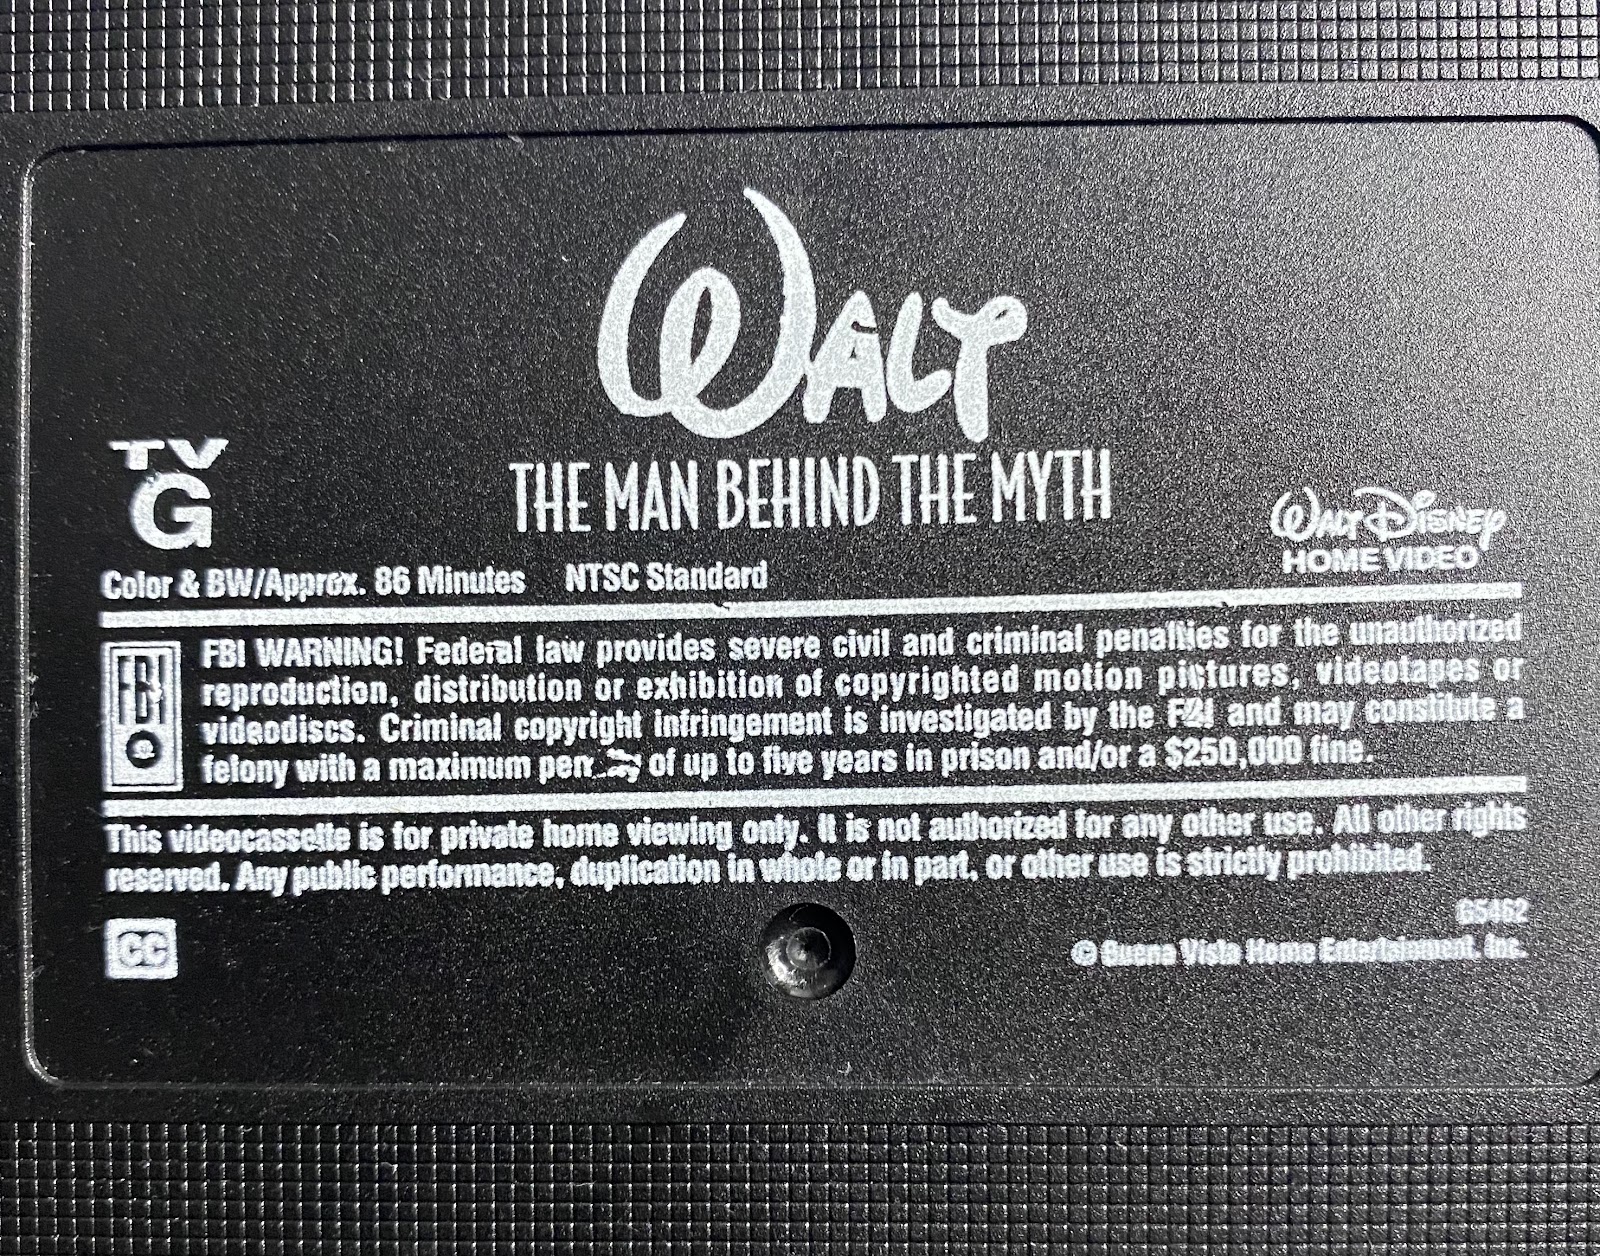 WALT
THE MAN BEHIND THE MYTH
TV
G
WALT DISNEY
HOME VIDEO
Color & BW/Approx. 86 Minutes NTSC Standard
FBI WARNING! Federal law provides severe civil and criminal penalties for the unauthorized
reproduction, distribution or exhibition of copyrighted motion pictures, videotapes or
videodiscs. Criminal copyright infringement is investigated by the FBI and may constitute a
felony with a maximum of up to five years in prison and/or a $250,000 fine.
This videocassette is for private home viewing only. It is not authorized for any other use. All other rights
reserved. Any public performance, duplication in whole or in part, or other use is strictly prohibited.
CC
© Buena Vista Home Entertainment, Inc.